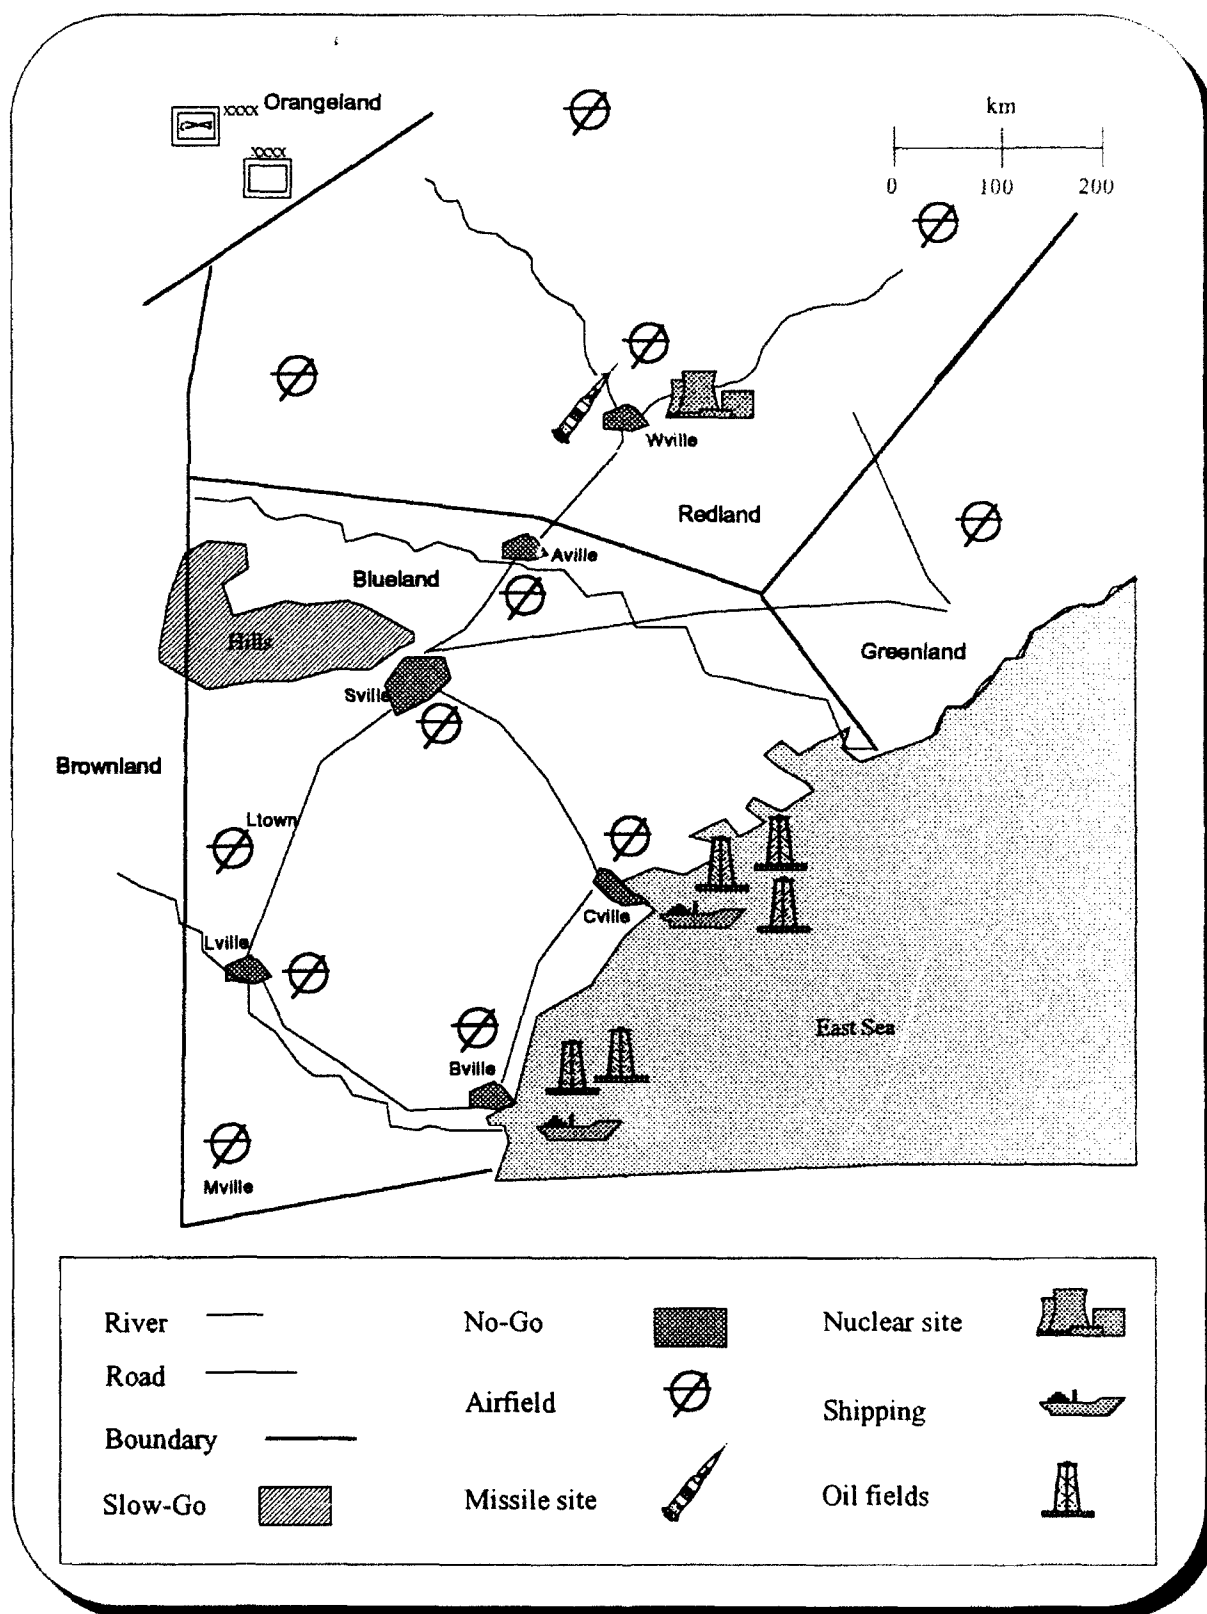 xxxx Orangeland
xxxx
km
0 100 200
Wville
Redland
Aville
Blueland
Hills
Greenland
Sville
Brownland
Ltown
Cville
Lville
East Sea
Bville
Mville
River
No-Go
Nuclear site
Road
Airfield
Shipping
Boundary
Slow-Go
Missile site
Oil fields